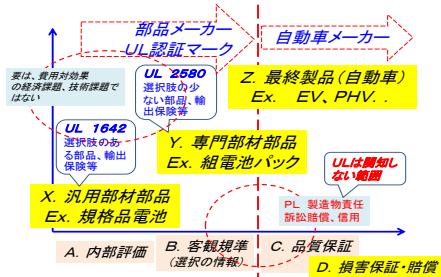 部品メーカー
UL認証マーク
自動車メーカー
要は、費用対効果
の経済課題、技術課題で
はない
UL 2580
選択肢の少
ない部品、輸
出保険等
Z. 最終製品(自動車)
Ex. EV、PHV. .
UL 1642
選択肢のあ
る部品、輸出
保険等
Y. 専門部材部品
Ex. 組電池パック
ULは関知し
ない範囲
X. 汎用部材部品
Ex. 規格品電池
PL 製造物責任
訴訟賠償、信用
A. 内部評価
B. 客観規準
(選択の情報)
C. 品質保証
D. 損害保証・賠償